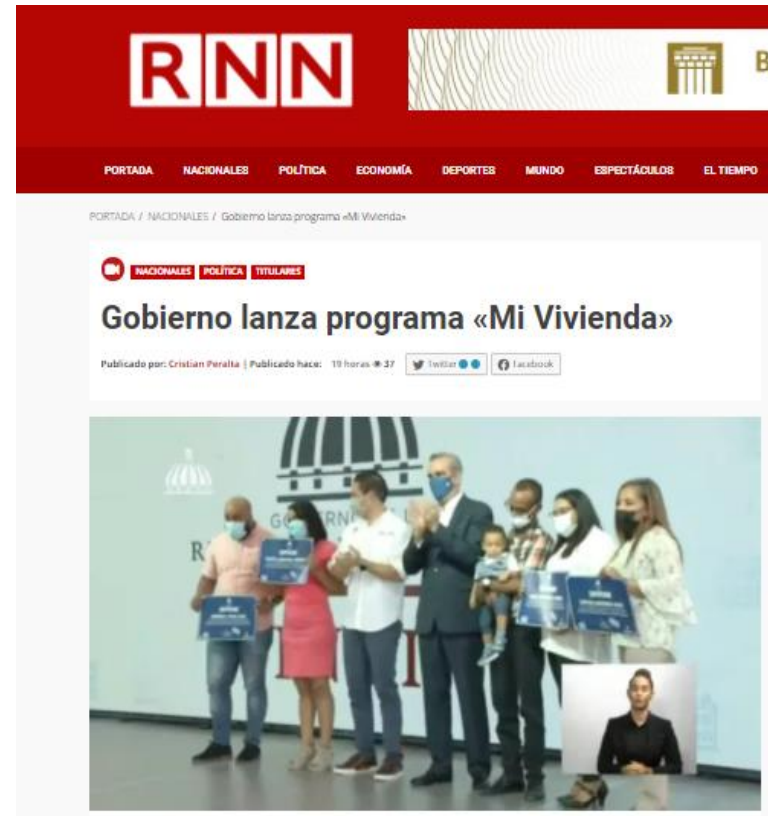 RNN
B
PORTADA NACIONALES POLÍTICA ECONOMÍA DEPORTES MUNDO ESPECTÁCULOS EL TIEMPO
PORTADA / NACIONALES / Gobierno lanza programa «Mi Vivienda»
NACIONALES POLÍTICA TITULARES
Gobierno lanza programa «Mi Vivienda»
Publicado por: Cristian Peralta | Publicado hace: 19 horas 37 Twitter Facebook